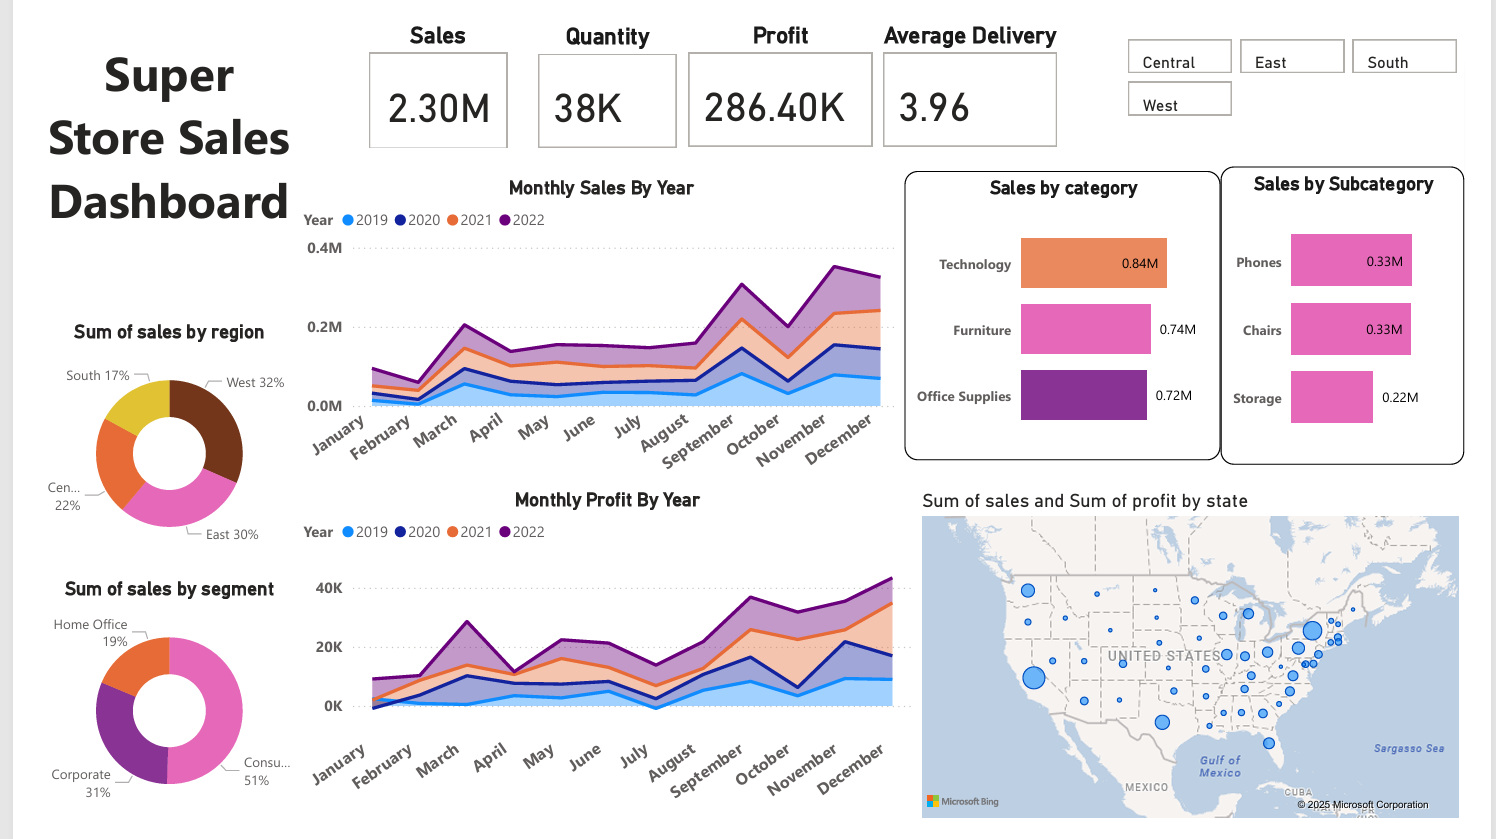 Super
Store Sales
Dashboard
Sales
2.30M
Quantity
38K
Profit
286.40K
Average Delivery
3.96
Central
East
South
West
Sum of sales by region
South 17%
West 32%
Cen...
22%
East 30%
Sum of sales by segment
Home Office
19%
Corporate
31%
Consu...
51%
Monthly Sales By Year
Year 2019 2020 2021 2022
0.4M
0.2M
0.0M
January
February
March
April
May
June
July
August
September
October
November
December
Monthly Profit By Year
Year 2019 2020 2021 2022
40K
20K
0K
January
February
March
April
May
June
July
August
September
October
November
December
Sales by category
Technology 0.84M
Furniture 0.74M
Office Supplies 0.72M
Sales by Subcategory
Phones 0.33M
Chairs 0.33M
Storage 0.22M
Sum of sales and Sum of profit by state
UNITED STATES
Sargasso Sea
Gulf of
Mexico
MEXICO
CUBA
Microsoft Bing
© 2025 Microsoft Corporation